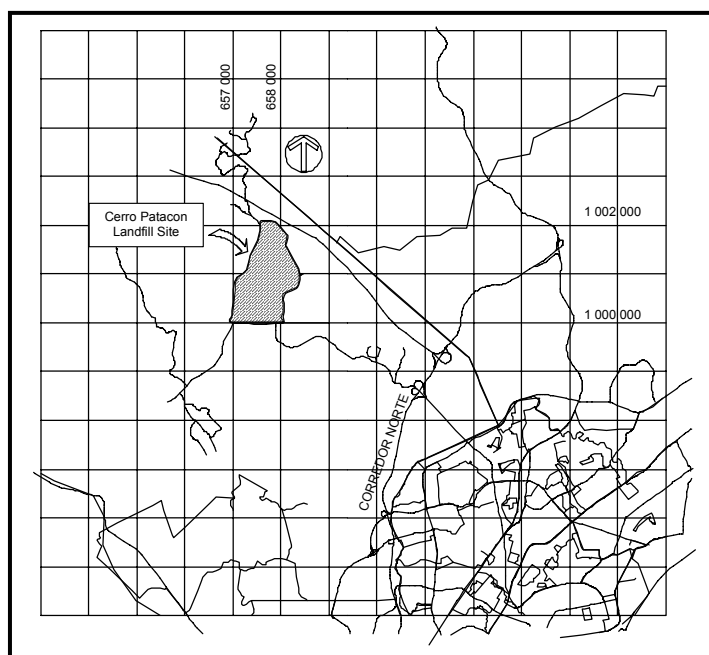 657 000
658 000
Cerro Patacon
Landfill Site
1 002 000
1 000 000
CORREDOR NORTE